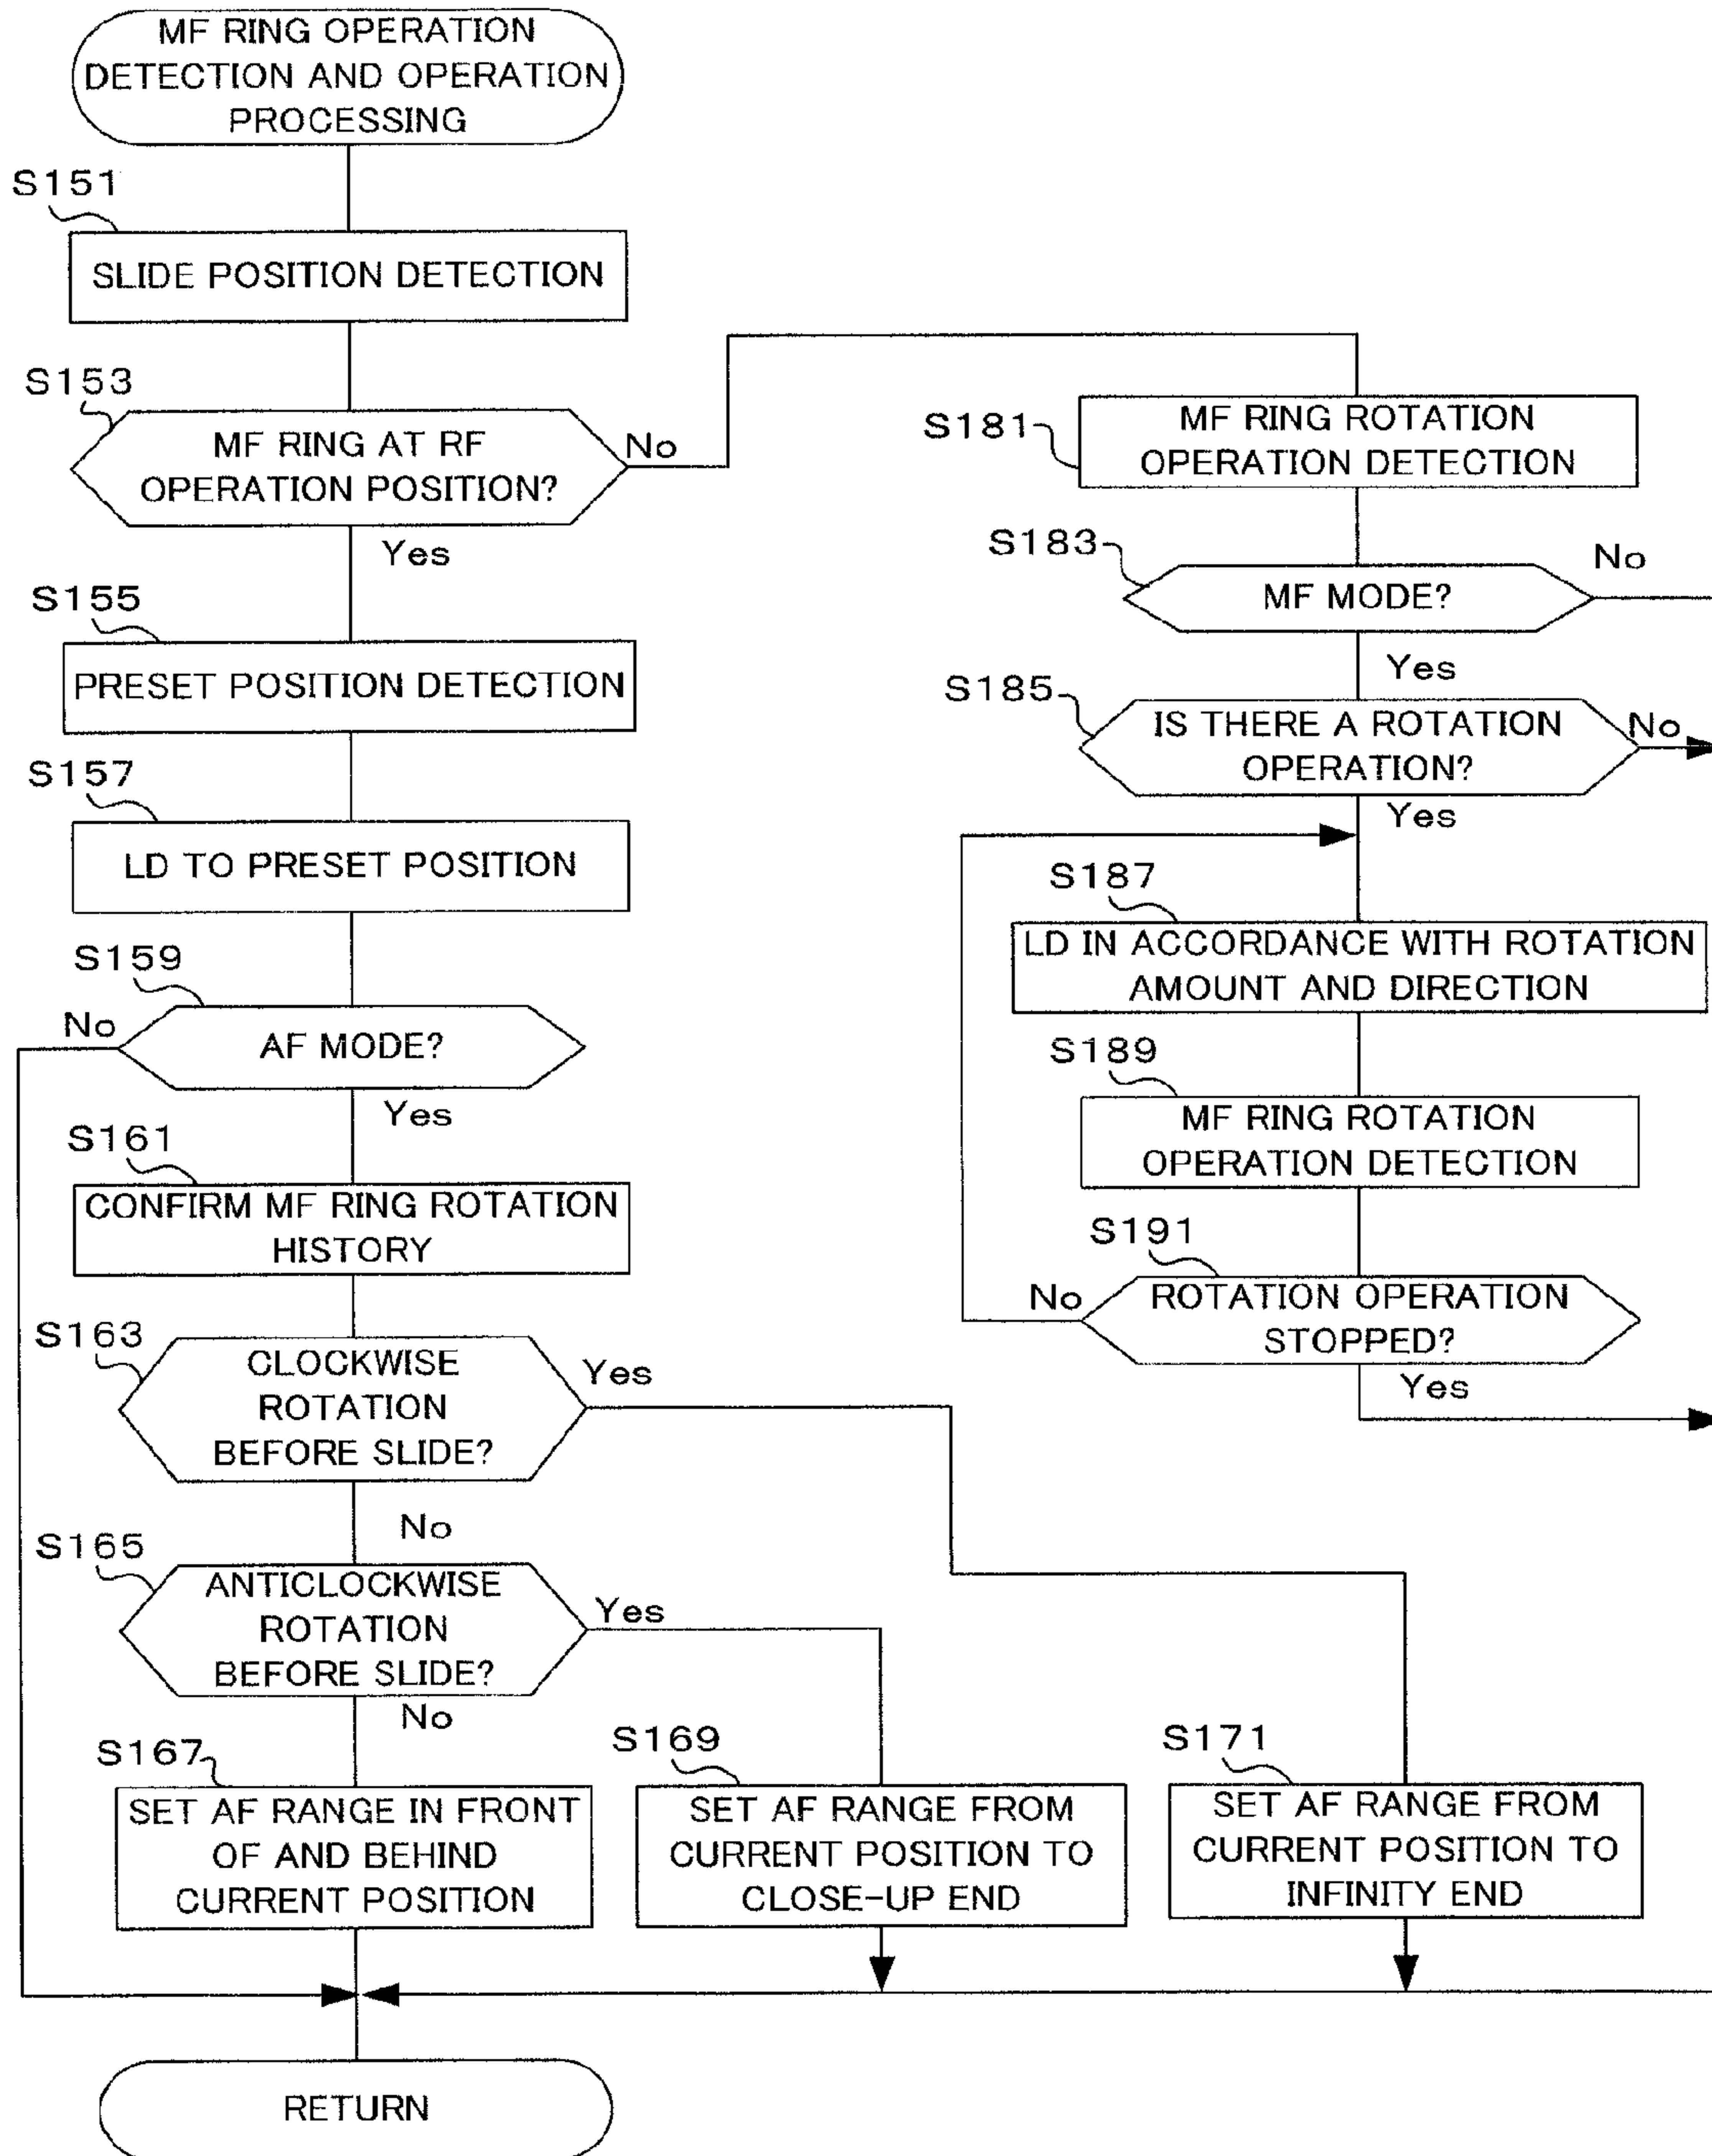 MF RING OPERATION
DETECTION AND OPERATION
PROCESSING
S151
SLIDE POSITION DETECTION
S153
MF RING AT RF
OPERATION POSITION?
No
Yes
S155
PRESET POSITION DETECTION
S157
LD TO PRESET POSITION
S159
No
AF MODE?
Yes
S161
CONFIRM MF RING ROTATION
HISTORY
S163
CLOCKWISE
ROTATION
BEFORE SLIDE?
Yes
No
S165
ANTICLOCKWISE
ROTATION
BEFORE SLIDE?
Yes
No
S167
SET AF RANGE IN FRONT
OF AND BEHIND
CURRENT POSITION
S169
SET AF RANGE FROM
CURRENT POSITION TO
CLOSE-UP END
S171
SET AF RANGE FROM
CURRENT POSITION TO
INFINITY END
S181
MF RING ROTATION
OPERATION DETECTION
S183
MF MODE?
No
Yes
S185
IS THERE A ROTATION
OPERATION?
No
Yes
S187
LD IN ACCORDANCE WITH ROTATION
AMOUNT AND DIRECTION
S189
MF RING ROTATION
OPERATION DETECTION
S191
No
ROTATION OPERATION
STOPPED?
Yes
RETURN